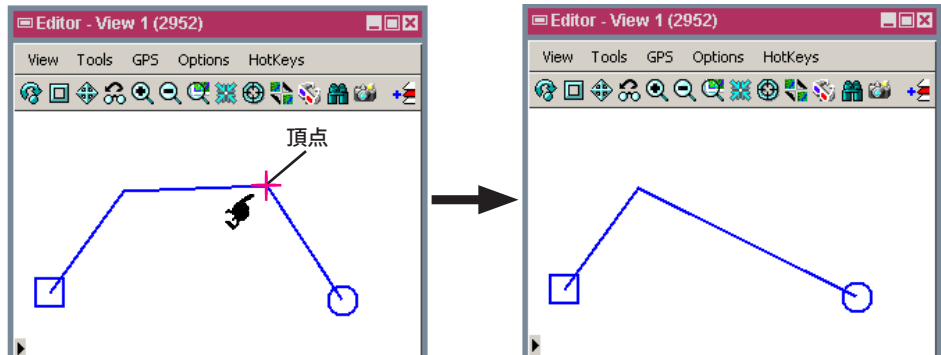 Editor - View 1 (2952)
View Tools GPS Options HotKeys
頂点
Editor - View 1 (2952)
View Tools GPS Options HotKeys